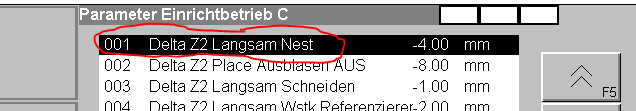 Parameter Einrichtbetrieb C
001 Delta Z2 Langsam Nest -4.00 mm
002 Delta Z2 Place Ausblasen AUS -8.00 mm
003 Delta Z2 Langsam Schneiden -1.00 mm
004 Delta Z2 Langsam Wstk Referenzierer-2.00 mm
F5